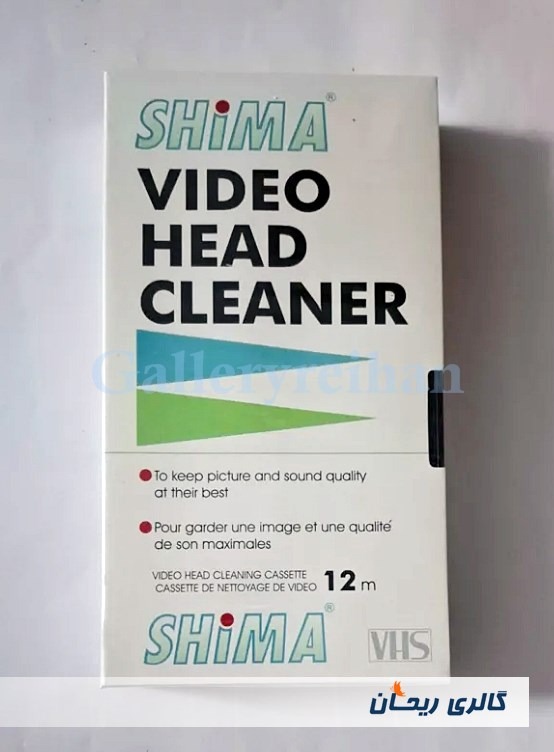 SHiMA®
VIDEO
HEAD
CLEANER
Galleryreihan
To keep picture and sound quality
at their best
Pour garder une image et une qualité
de son maximales
VIDEO HEAD CLEANING CASSETTE
CASSETTE DE NETTOYAGE DE VIDEO 12 m
SHiMA®
VHS
گالری ریحان